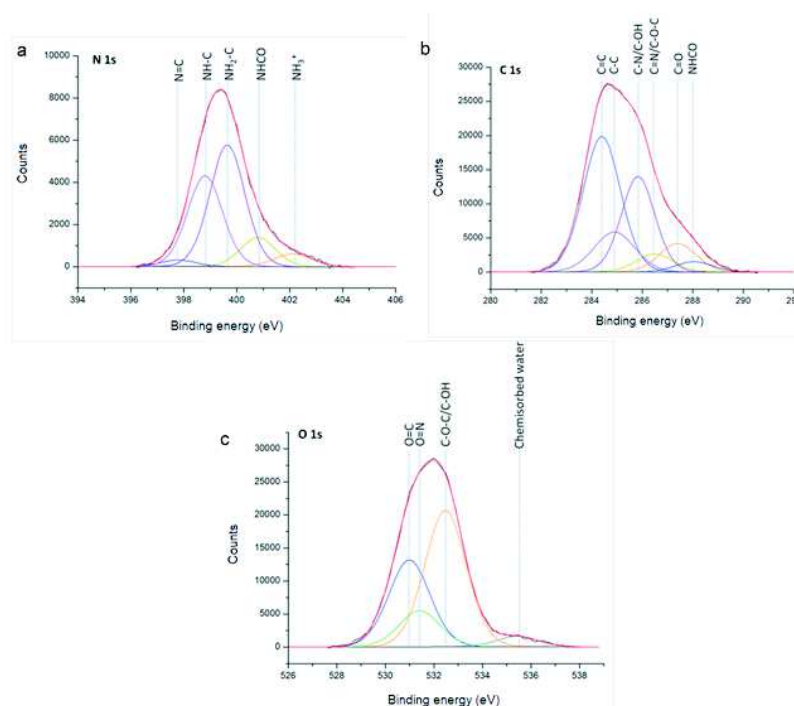 a
N 1s
N=C
NH-C
NH2-C
NHCO
NH3+
10000
8000
6000
4000
2000
0
Counts
394 396 398 400 402 404 406
Binding energy (eV)
b
C 1s
C=C
C-C
C-N/C-OH
C=N/C-O-C
C=O
NHCO
30000
25000
20000
15000
10000
5000
0
Counts
280 282 284 286 288 290 29
Binding energy (eV)
c
O 1s
O=C
O=N
C-O-C/C-OH
Chemisorbed water
30000
25000
20000
15000
10000
5000
0
Counts
526 528 530 532 534 536 538
Binding energy (eV)